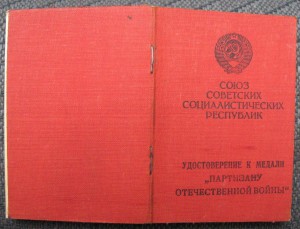 СОЮЗ
СОВЕТСКИХ
СОЦИАЛИСТИЧЕСКИХ
РЕСПУБЛИК
УДОСТОВЕРЕНИЕ К МЕДАЛИ
„ПАРТИЗАНУ
ОТЕЧЕСТВЕННОЙ ВОЙНЫ"